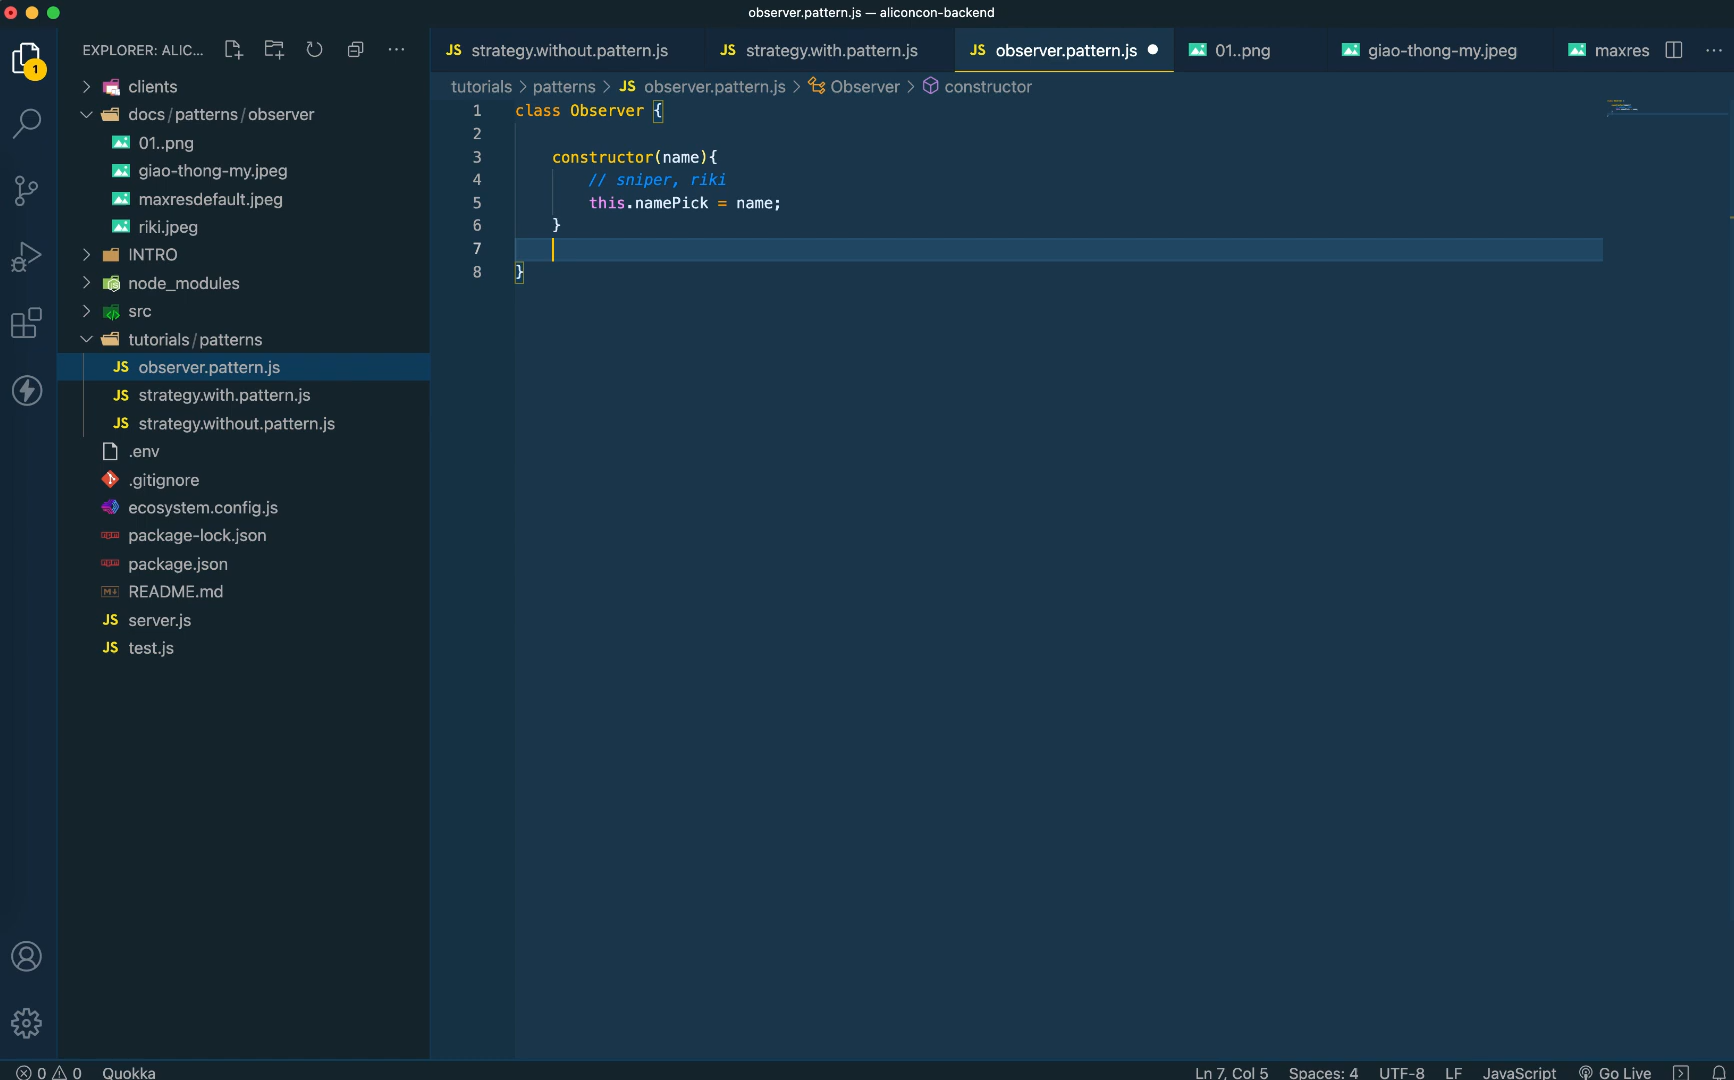 observer.pattern.js — aliconcon-backend
EXPLORER: ALIC...
clients
docs / patterns / observer
01..png
giao-thong-my.jpeg
maxresdefault.jpeg
riki.jpeg
INTRO
node_modules
src
tutorials / patterns
observer.pattern.js
strategy.with.pattern.js
strategy.without.pattern.js
.env
.gitignore
ecosystem.config.js
package-lock.json
package.json
README.md
JS server.js
JS test.js
JS strategy.without.pattern.js
JS strategy.with.pattern.js
JS observer.pattern.js
01..png
giao-thong-my.jpeg
maxres
tutorials > patterns > JS observer.pattern.js > Observer > constructor
1 class Observer {
2
3 constructor(name){
4 // sniper, riki
5 this.namePick = name;
6 }
7
8 }
1
0 0 Quokka
Ln 7, Col 5 Spaces: 4 UTF-8 LF JavaScript Go Live